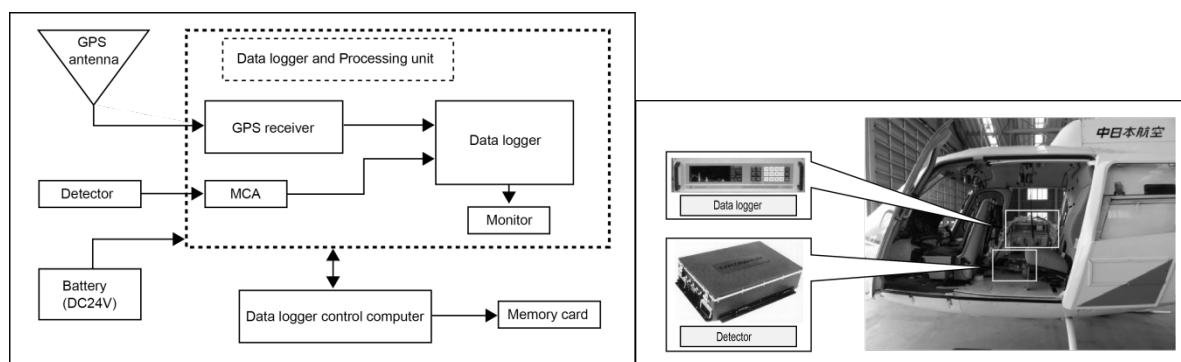 GPS
antenna
Data logger and Processing unit
GPS receiver
Data logger
Detector
MCA
Monitor
Battery
(DC24V)
Data logger control computer
Memory card
中日本航空
Data logger
Detector